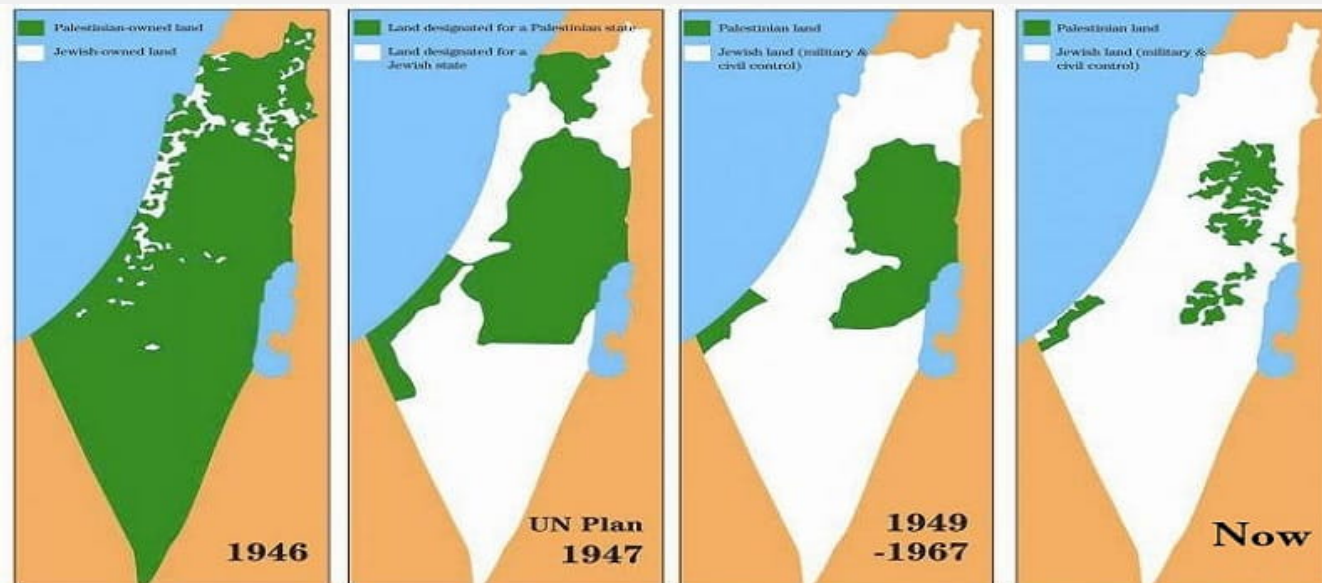 Palestinian-owned land
Jewish-owned land
1946
Land designated for a Palestinian state
Land designated for a
Jewish state
UN Plan
1947
Palestinian land
Jewish land (military &
civil control)
1949
-1967
Palestinian land
Jewish land (military &
civil control)
Now